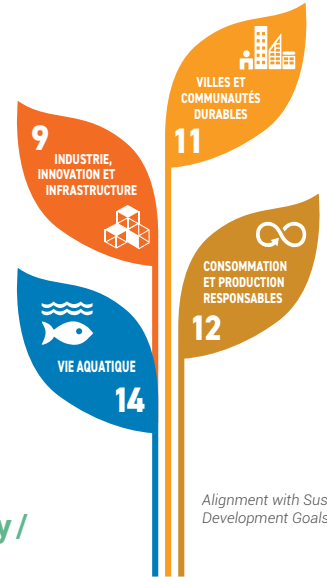 VILLES ET
COMMUNAUTÉS
DURABLES
11
9
INDUSTRIE,
INNOVATION ET
INFRASTRUCTURE
CONSOMMATION
ET PRODUCTION
RESPONSABLES
12
VIE AQUATIQUE
14
Alignment with Sus
Development Goals
y /